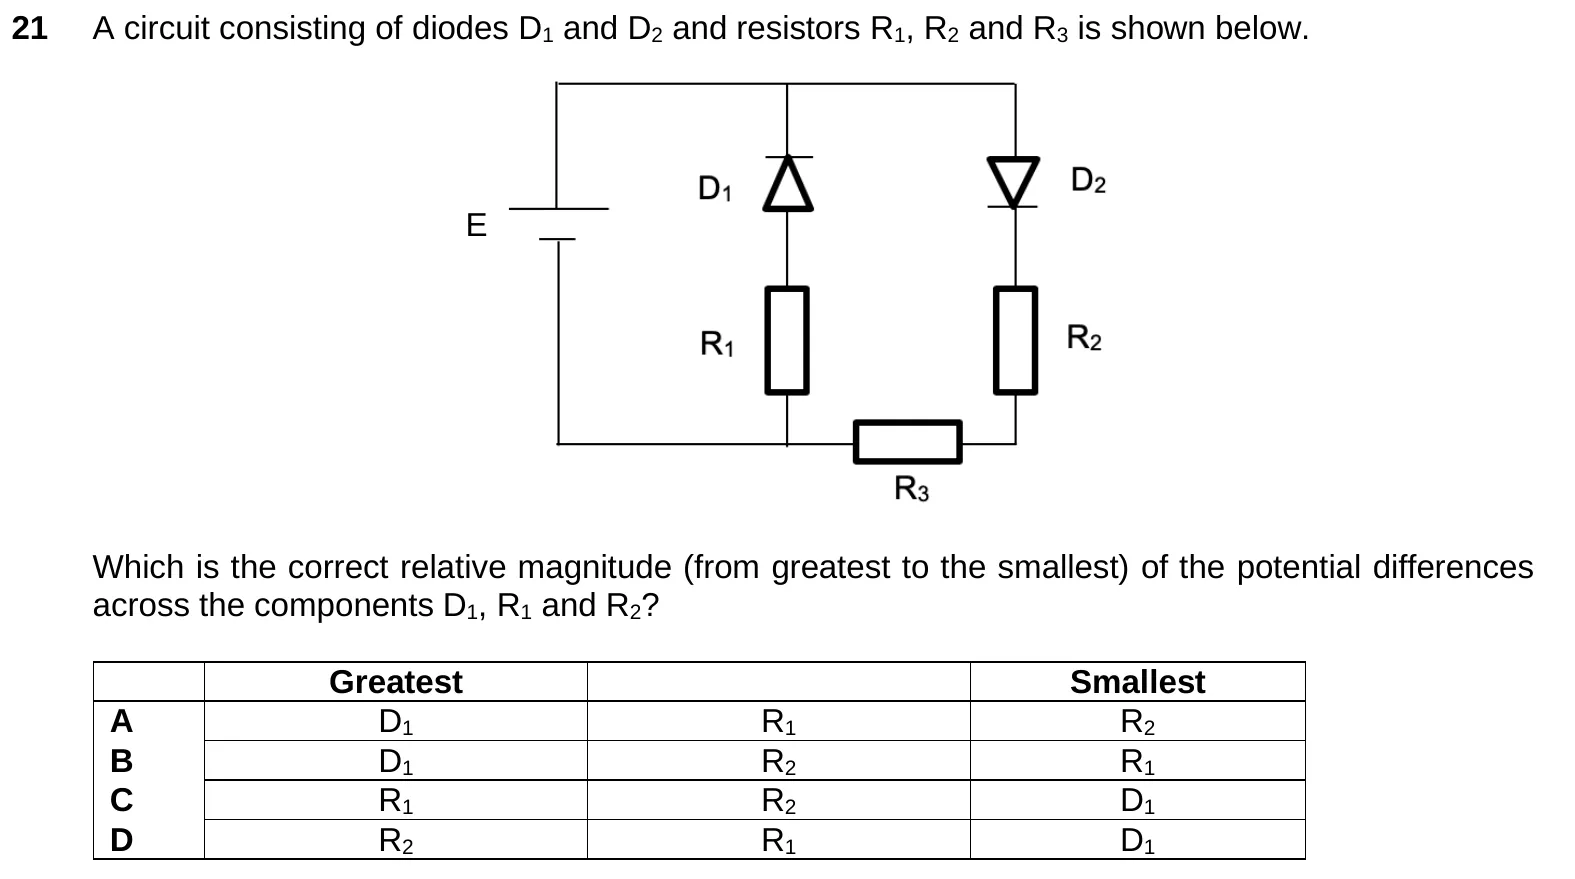 21 A circuit consisting of diodes D₁ and D₂ and resistors R₁, R₂ and R₃ is shown below.
D₁
D₂
E
R₁
R₂
R₃
Which is the correct relative magnitude (from greatest to the smallest) of the potential differences
across the components D₁, R₁ and R₂?
Greatest Smallest
A D₁ R₁ R₂
B D₁ R₂ R₁
C R₁ R₂ D₁
D R₂ R₁ D₁